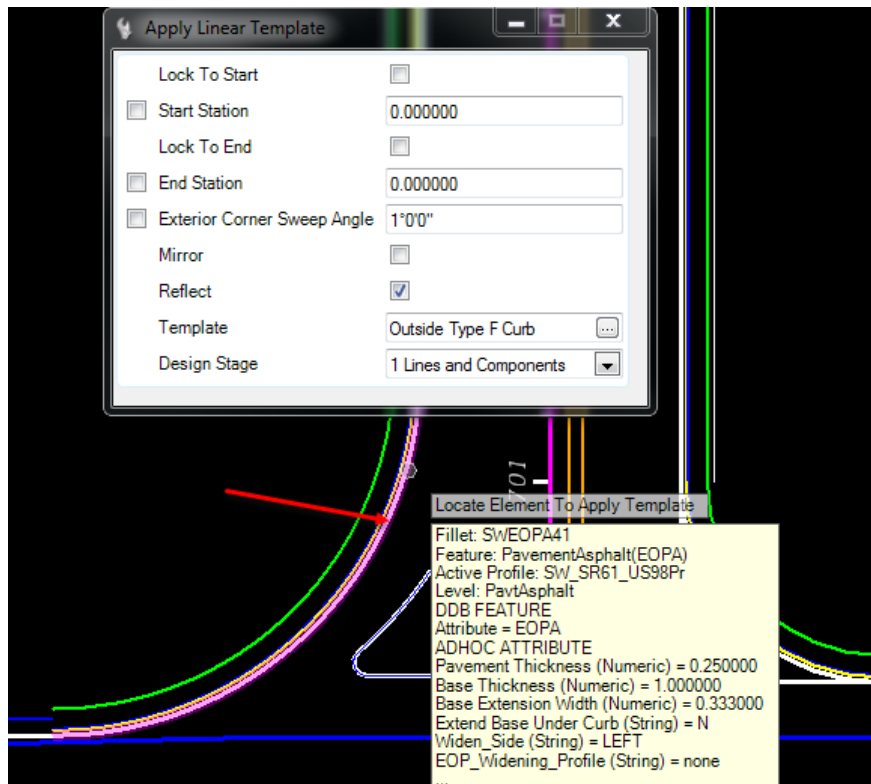 Apply Linear Template
Lock To Start
Start Station 0.000000
Lock To End
End Station 0.000000
Exterior Corner Sweep Angle 1°0'0"
Mirror
Reflect
Template Outside Type F Curb ...
Design Stage 1 Lines and Components
701
Locate Element To Apply Template
Fillet: SWEOPA41
Feature: PavementAsphalt(EOPA)
Active Profile: SW_SR61_US98Pr
Level: PavtAsphalt
DDB FEATURE
Attribute = EOPA
ADHOC ATTRIBUTE
Pavement Thickness (Numeric) = 0.250000
Base Thickness (Numeric) = 1.000000
Base Extension Width (Numeric) = 0.333000
Extend Base Under Curb (String) = N
Widen_Side (String) = LEFT
EOP_Widening_Profile (String) = none
...